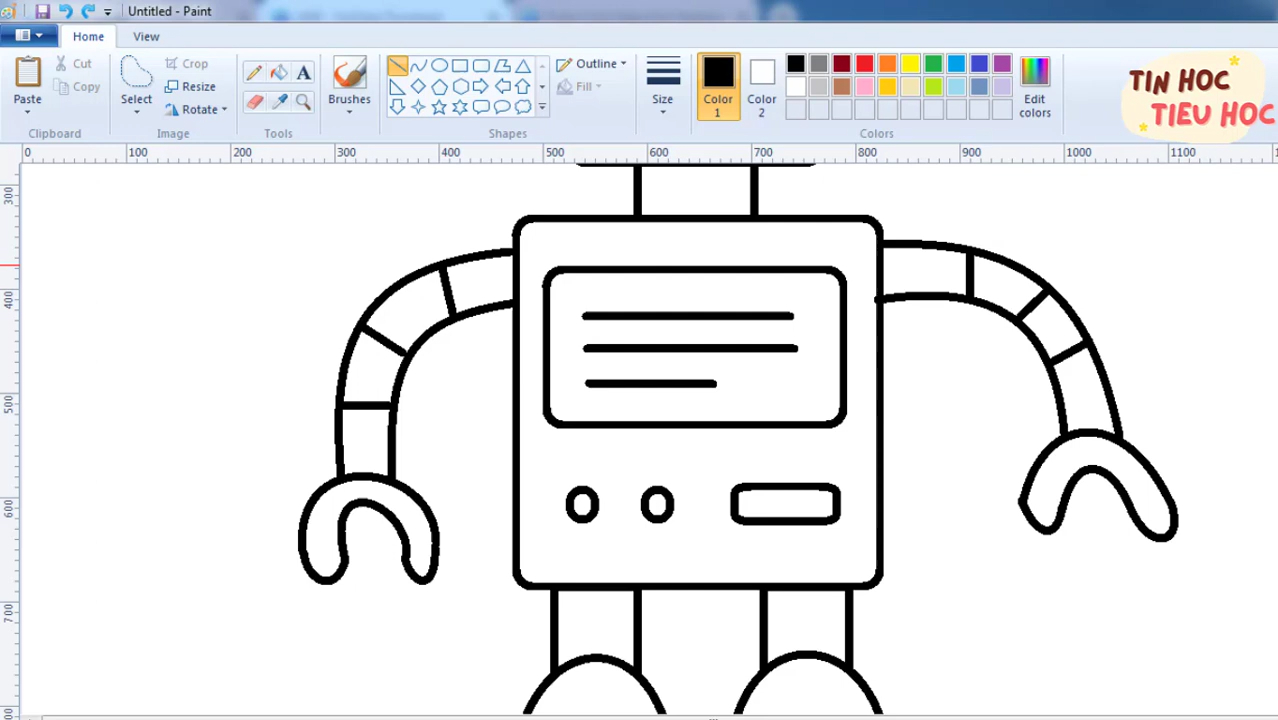 Untitled - Paint
Home View
Paste
Cut
Copy
Clipboard
Select
Crop
Resize
Rotate
Image
A
Tools
Brushes
Outline
Fill
Shapes
Size
Color 1
Color 2
Edit colors
Colors
TIN HOC
TIEU HOC
0 100 200 300 400 500 600 700 800 900 1000 1100
300
400
500
600
700